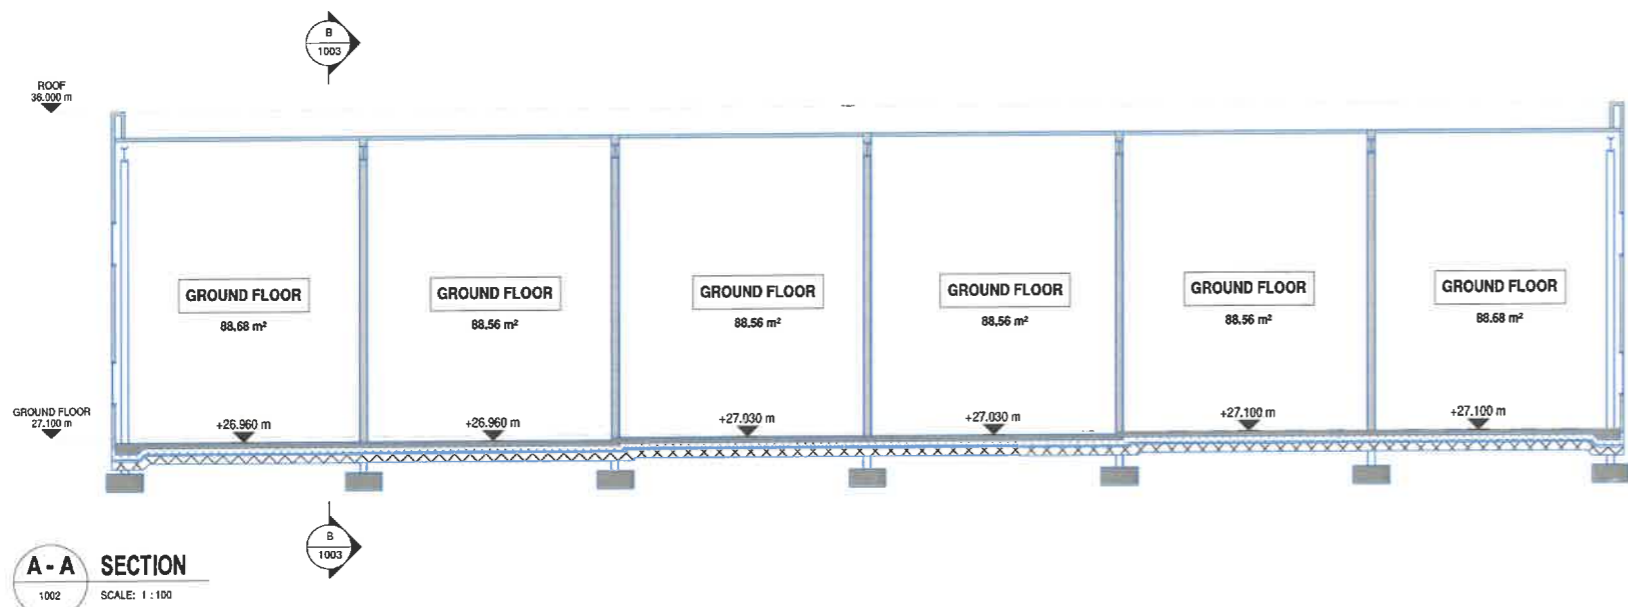 B
1003
ROOF
36.000 m
GROUND FLOOR
88.68 m²
GROUND FLOOR
88.56 m²
GROUND FLOOR
88.56 m²
GROUND FLOOR
88.56 m²
GROUND FLOOR
88.56 m²
GROUND FLOOR
88.68 m²
GROUND FLOOR
27.100 m
+26.960 m
+26.960 m
+27.030 m
+27.030 m
+27.100 m
+27.100 m
B
1003
A - A SECTION
1002 SCALE: 1 : 100